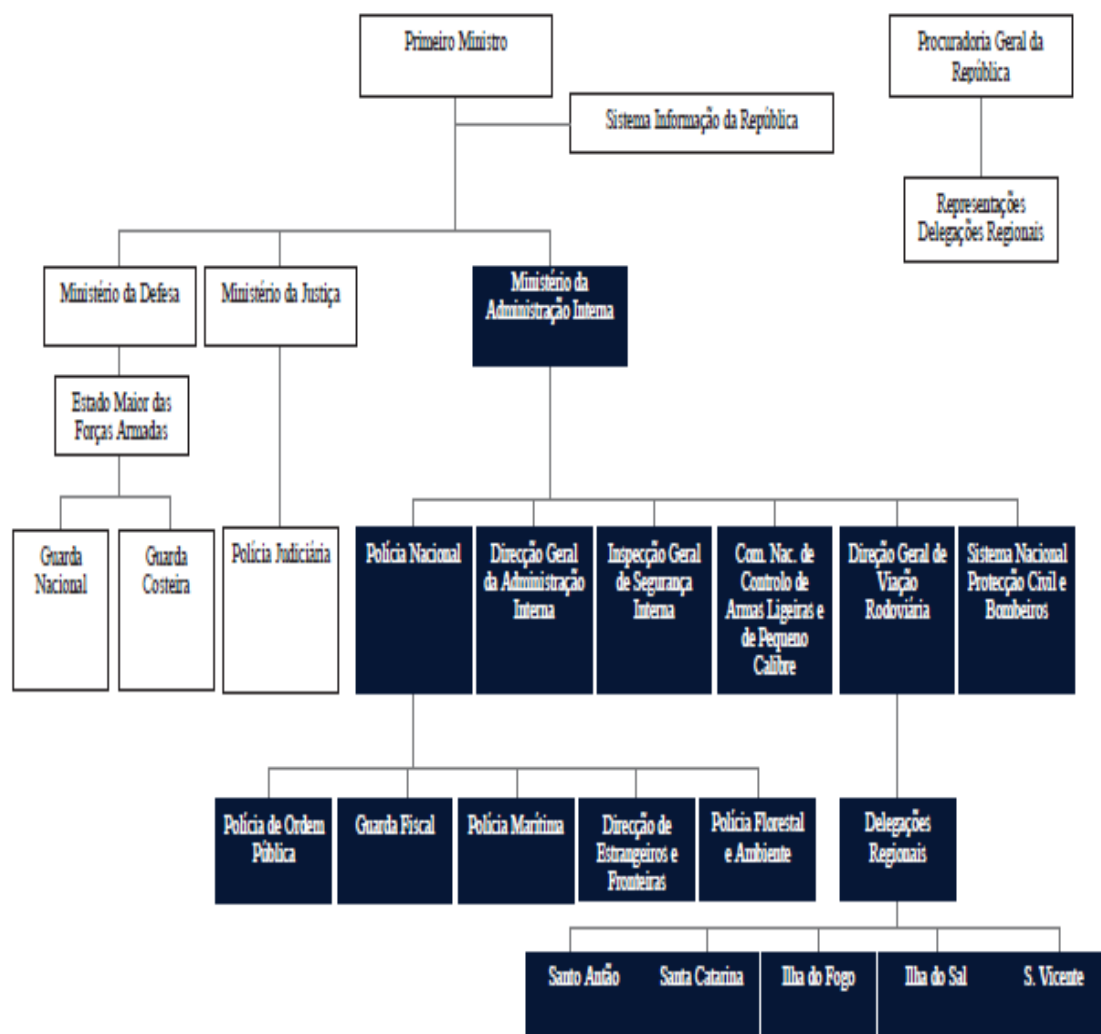 Primeiro Ministro
Procuradoria Geral da
República
Sistema Informação da República
Representações
Delegações Regionais
Ministério da Defesa
Ministério da Justiça
Ministério da
Administração Interna
Estado Maior das
Forças Armadas
Guarda
Nacional
Guarda
Costeira
Polícia Judiciária
Polícia Nacional
Direcção Geral
da Administração
Interna
Inspecção Geral
de Segurança
Interna
Com. Nac. de
Controlo de
Armas Ligeiras e
de Pequeno
Calibre
Direção Geral de
Viação
Rodoviária
Sistema Nacional
Protecção Civil e
Bombeiros
Polícia de Ordem
Pública
Guarda Fiscal
Polícia Marítima
Direcção de
Estrangeiros e
Fronteiras
Polícia Florestal
e Ambiente
Delegações
Regionais
Santo Antão
Santa Catarina
Ilha do Fogo
Ilha do Sal
S. Vicente